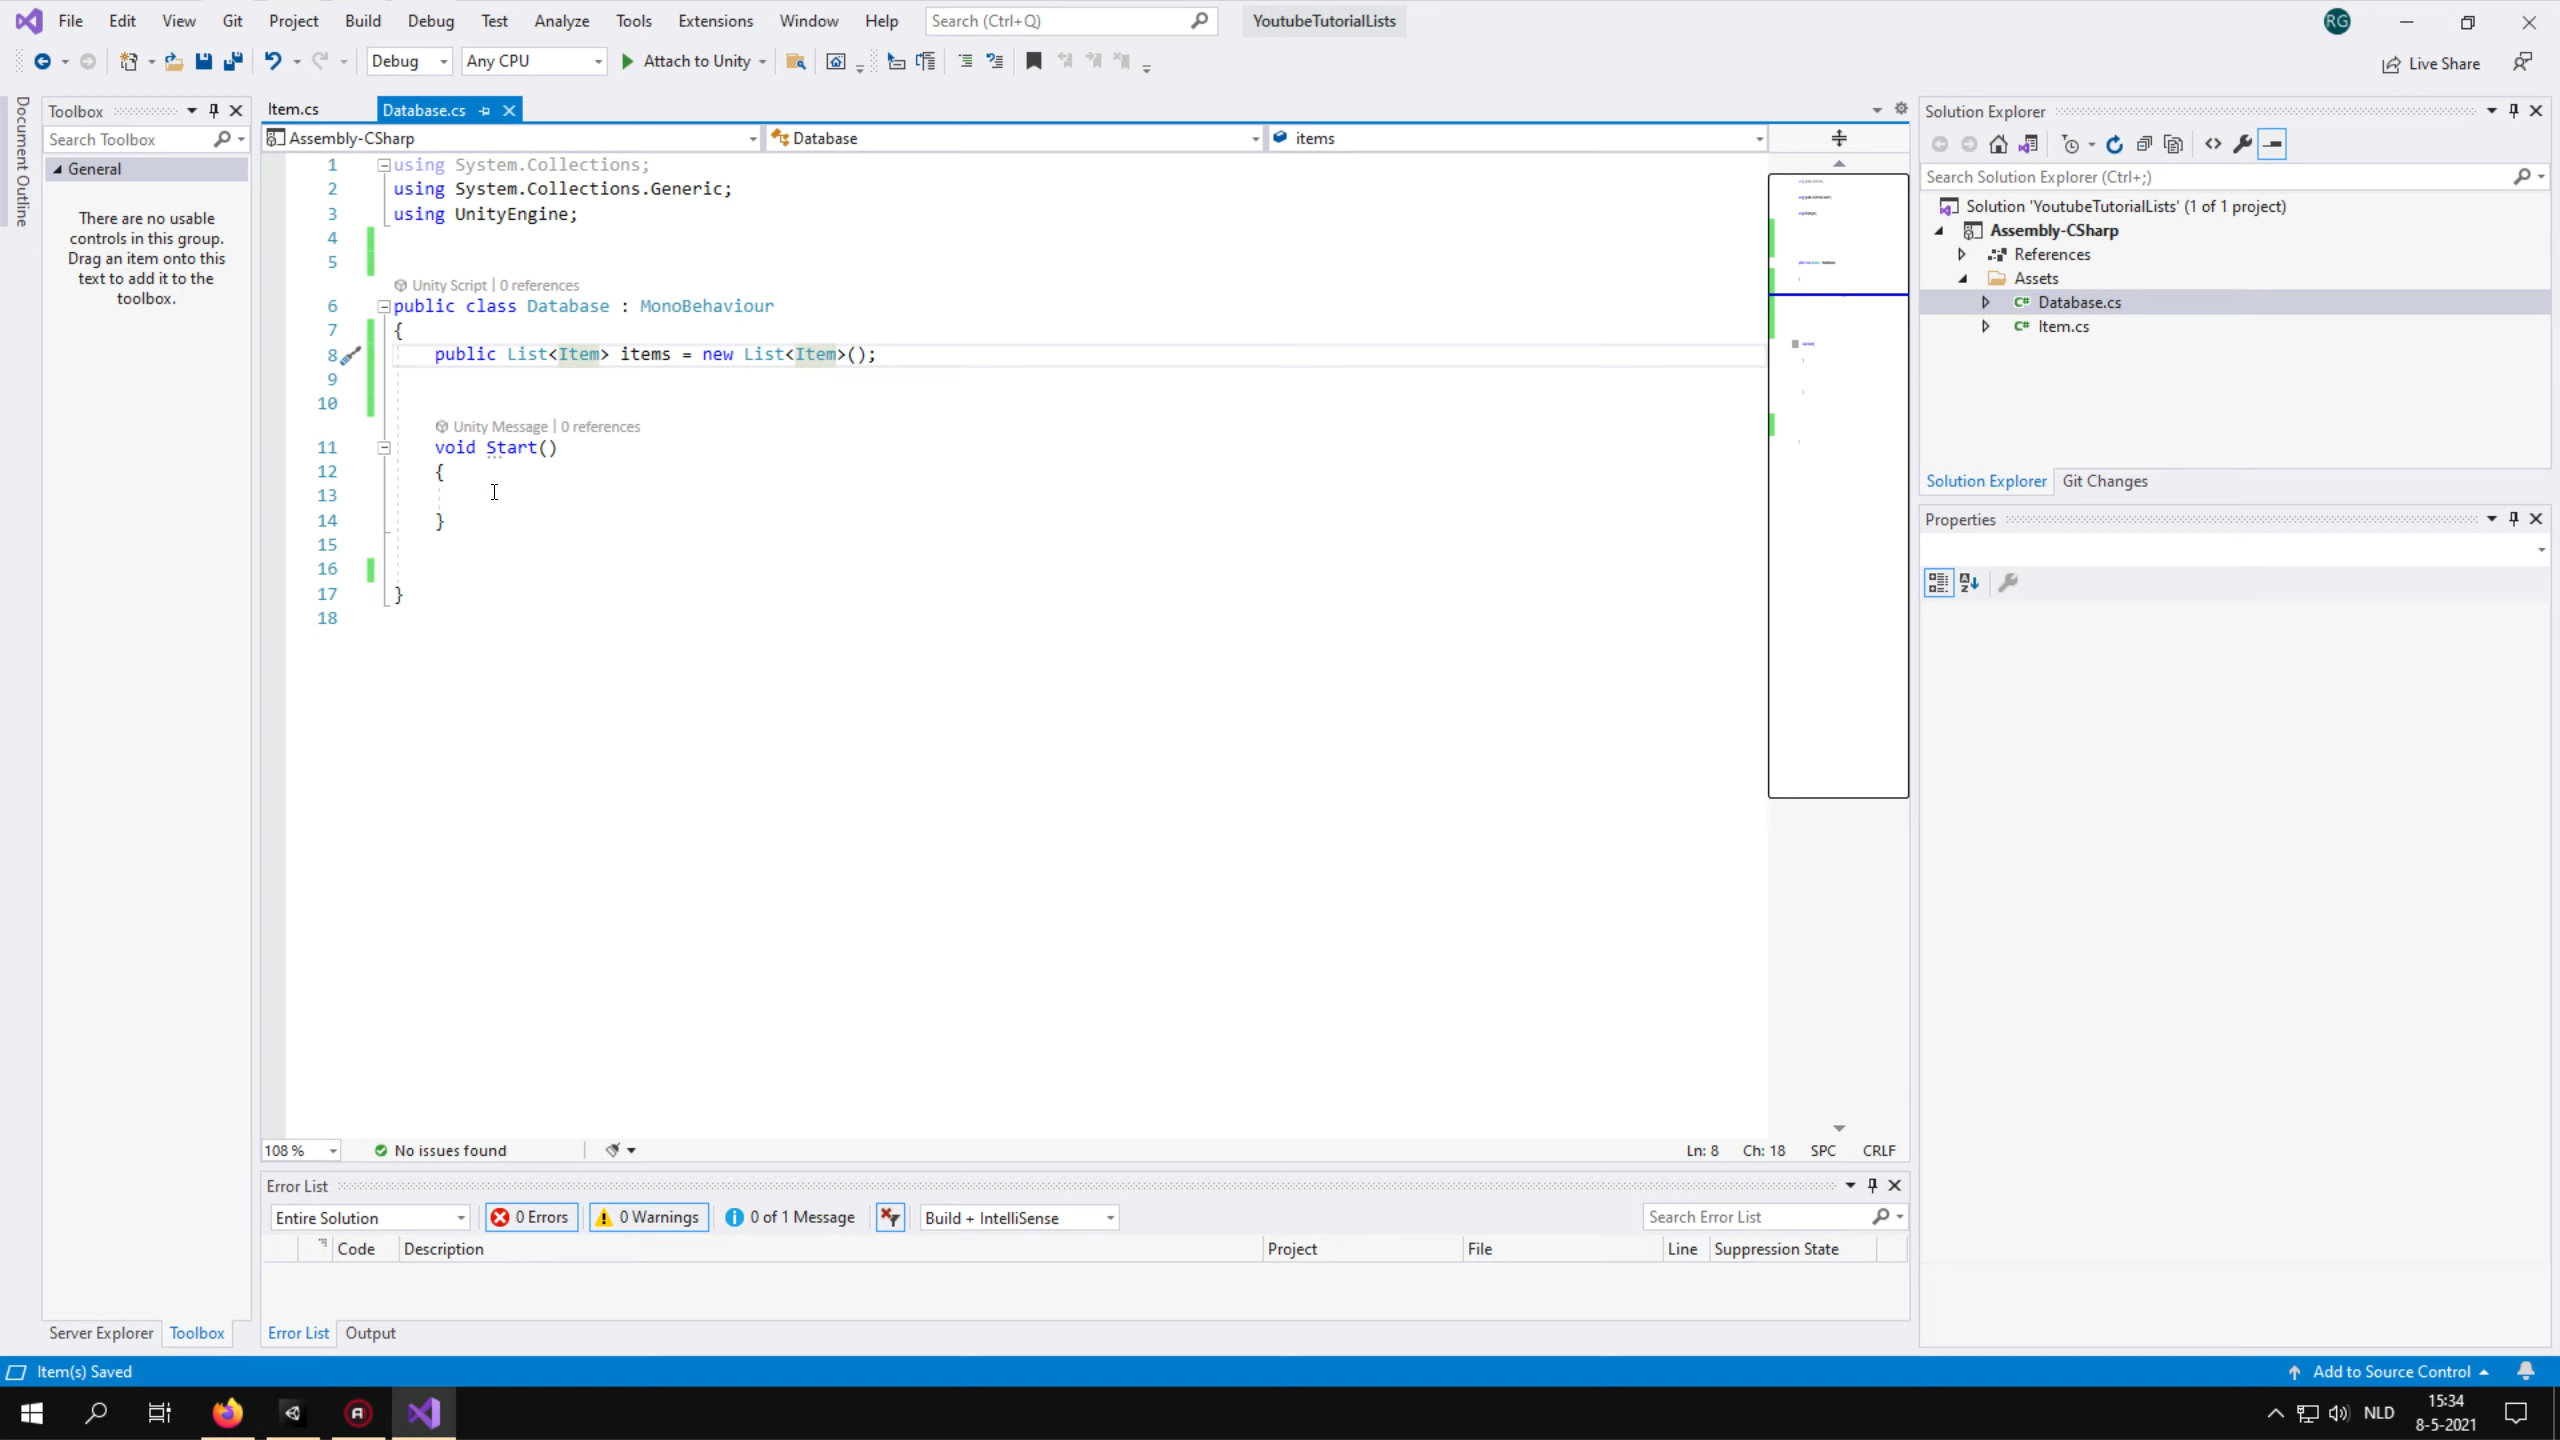 File Edit View Git Project Build Debug Test Analyze Tools Extensions Window Help Search (Ctrl+Q) YoutubeTutorialLists RG
Debug Any CPU Attach to Unity Live Share
Document Outline
Toolbox
Search Toolbox
General
There are no usable
controls in this group.
Drag an item onto this
text to add it to the
toolbox.
Server Explorer Toolbox
Item.cs Database.cs
Assembly-CSharp Database items
1 using System.Collections;
2 using System.Collections.Generic;
3 using UnityEngine;
4
5
Unity Script | 0 references
6 public class Database : MonoBehaviour
7 {
8 public List<Item> items = new List<Item>();
9
10
Unity Message | 0 references
11 void Start()
12 {
13
14 }
15
16
17 }
18
108 % No issues found Ln: 8 Ch: 18 SPC CRLF
Error List
Entire Solution 0 Errors 0 Warnings 0 of 1 Message Build + IntelliSense Search Error List
Code Description Project File Line Suppression State
Error List Output
Solution Explorer
Search Solution Explorer (Ctrl+;)
Solution 'YoutubeTutorialLists' (1 of 1 project)
Assembly-CSharp
References
Assets
C# Database.cs
C# Item.cs
Solution Explorer Git Changes
Properties
Item(s) Saved Add to Source Control
NLD 15:34
8-5-2021